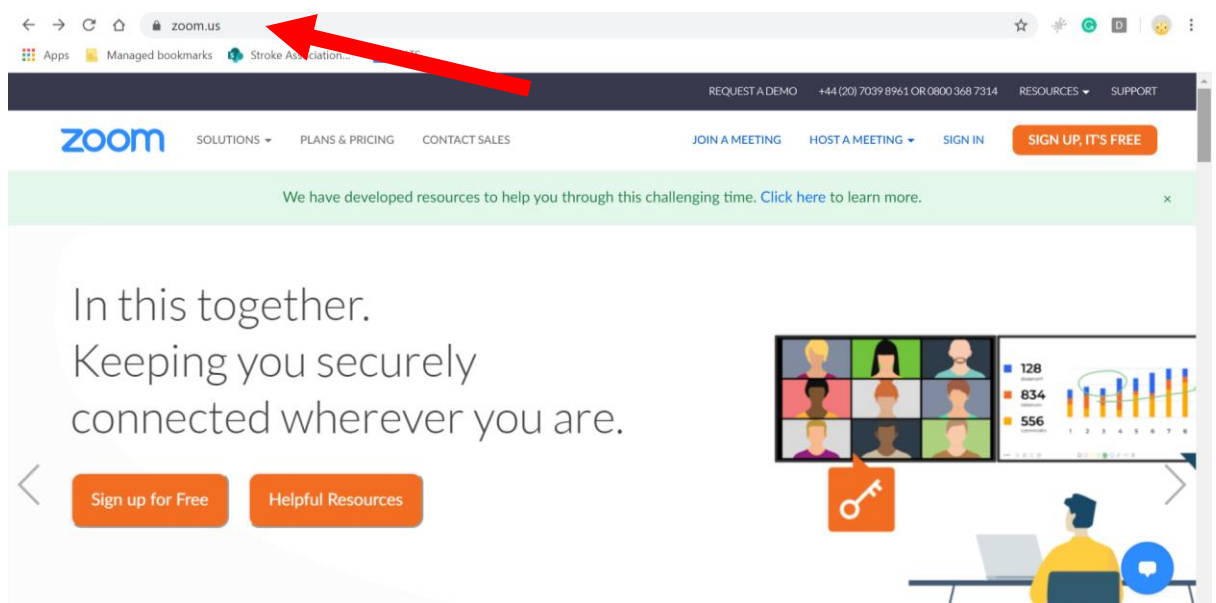 zoom.us
Apps Managed bookmarks Stroke Association...
REQUEST A DEMO +44 (20) 7039 8961 OR 0800 368 7314 RESOURCES SUPPORT
zoom SOLUTIONS PLANS & PRICING CONTACT SALES JOIN A MEETING HOST A MEETING SIGN IN SIGN UP, IT'S FREE
We have developed resources to help you through this challenging time. Click here to learn more.
In this together.
Keeping you securely
connected wherever you are.
Sign up for Free Helpful Resources
128
834
556
1 2 3 4 5 6 7 8